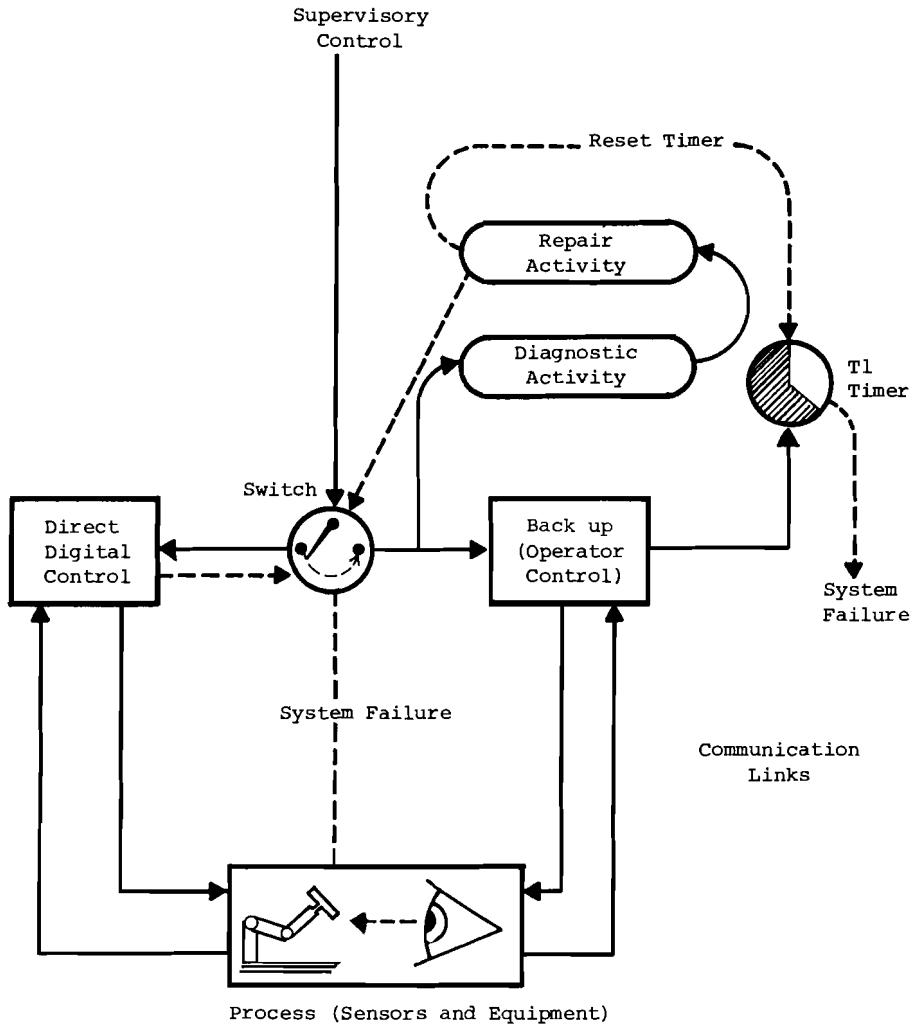 Supervisory
Control
Reset Timer
Repair
Activity
Diagnostic
Activity
Tl
Timer
Switch
Direct
Digital
Control
Back up
(Operator
Control)
System
Failure
System Failure
Communication
Links
Process (Sensors and Equipment)